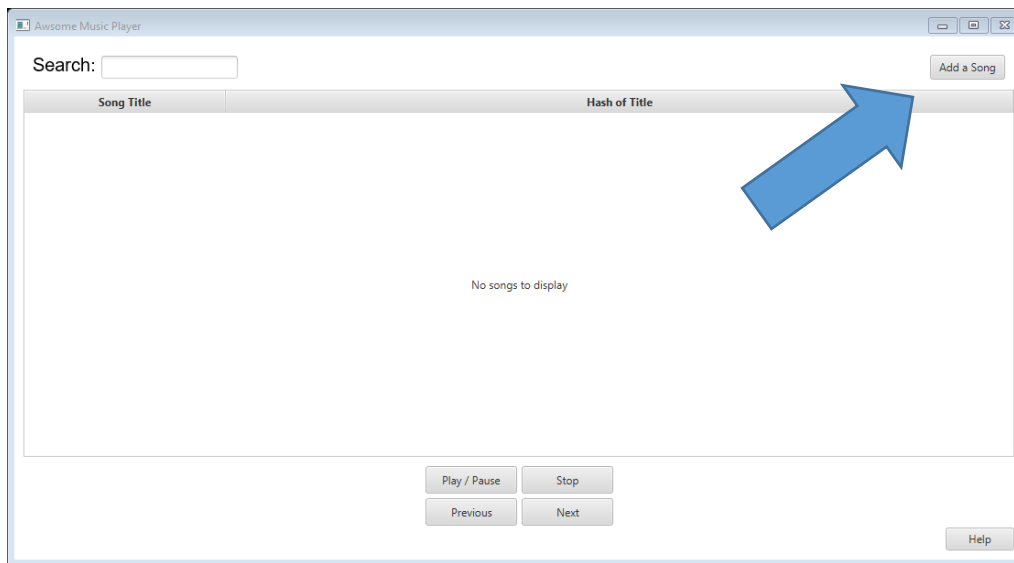 Awsome Music Player
Search:
Add a Song
Song Title Hash of Title
No songs to display
Play / Pause Stop
Previous Next
Help